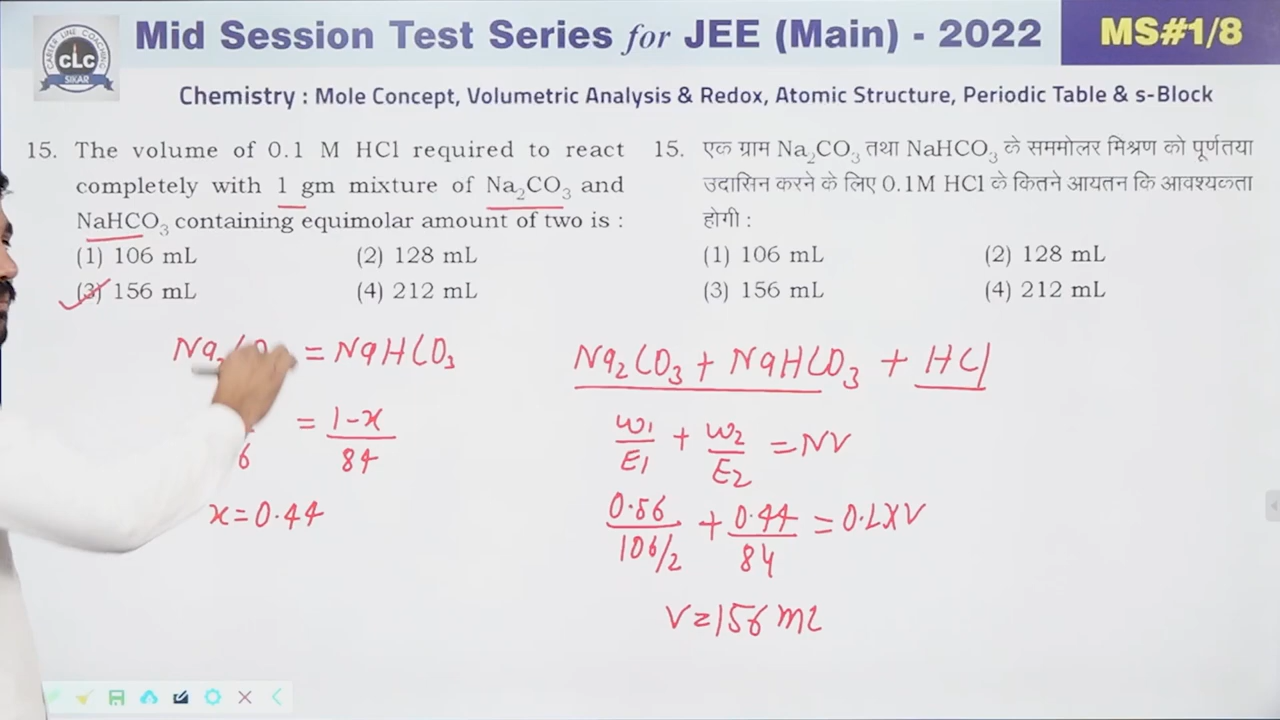 CAREER LINE COACHING
CLC
SIKAR
Mid Session Test Series for JEE (Main) - 2022
MS#1/8
Chemistry : Mole Concept, Volumetric Analysis & Redox, Atomic Structure, Periodic Table & s-Block
15. The volume of 0.1 M HCl required to react
completely with 1 gm mixture of Na₂CO₃ and
NaHCO₃ containing equimolar amount of two is :
(1) 106 mL (2) 128 mL
(3) 156 mL (4) 212 mL
15. एक ग्राम Na₂CO₃ तथा NaHCO₃ के सममोलर मिश्रण को पूर्णतया
उदासिन करने के लिए 0.1M HCl के कितने आयतन कि आवश्यकता
होगी :
(1) 106 mL (2) 128 mL
(3) 156 mL (4) 212 mL
= NaHCO₃
= 1-x
84
x = 0.44
Na₂CO₃ + NaHCO₃ + HCl
w₁/E₁ + w₂/E₂ = NV
0.56/106/2 + 0.44/84 = 0.1 x V
V = 156 ml